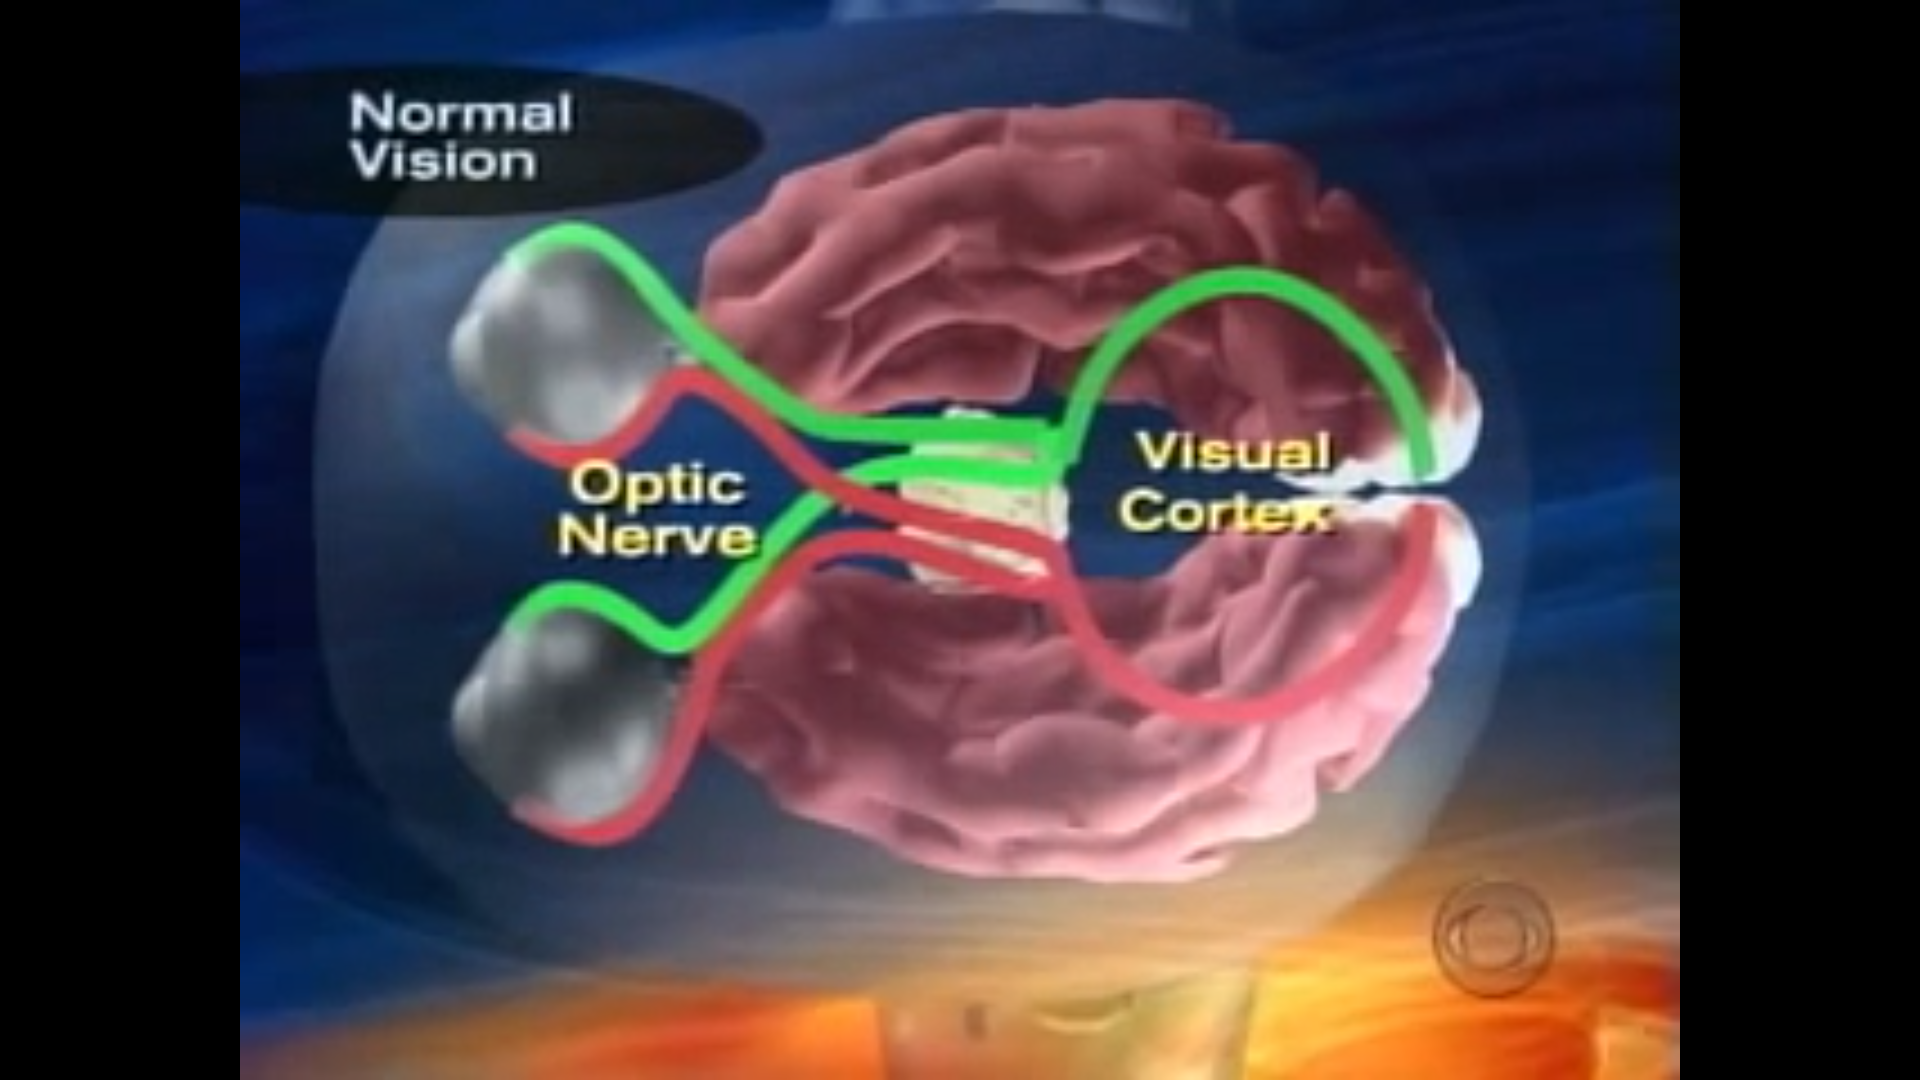 Normal
Vision
Optic
Nerve
Visual
Cortex